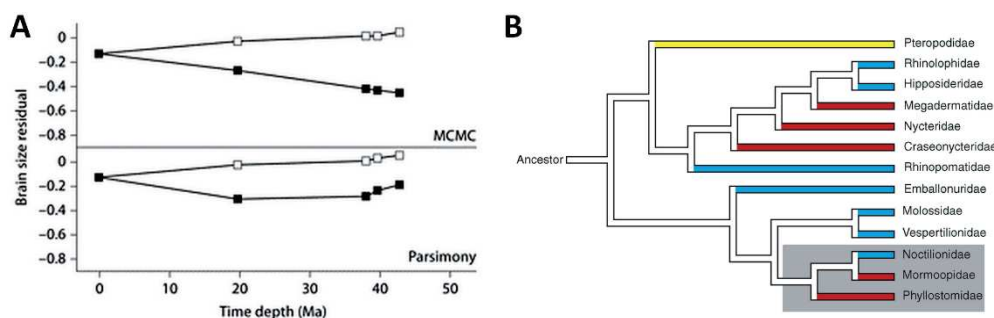 A
0
−0.2
−0.4
−0.6
−0.8
MCMC
0
−0.2
−0.4
−0.6
−0.8
Parsimony
Brain size residual
0
10
20
30
40
50
Time depth (Ma)
B
Ancestor
Pteropodidae
Rhinolophidae
Hipposideridae
Megadermatidae
Nycteridae
Craseonycteridae
Rhinopomatidae
Emballonuridae
Molossidae
Vespertilionidae
Noctilionidae
Mormoopidae
Phyllostomidae